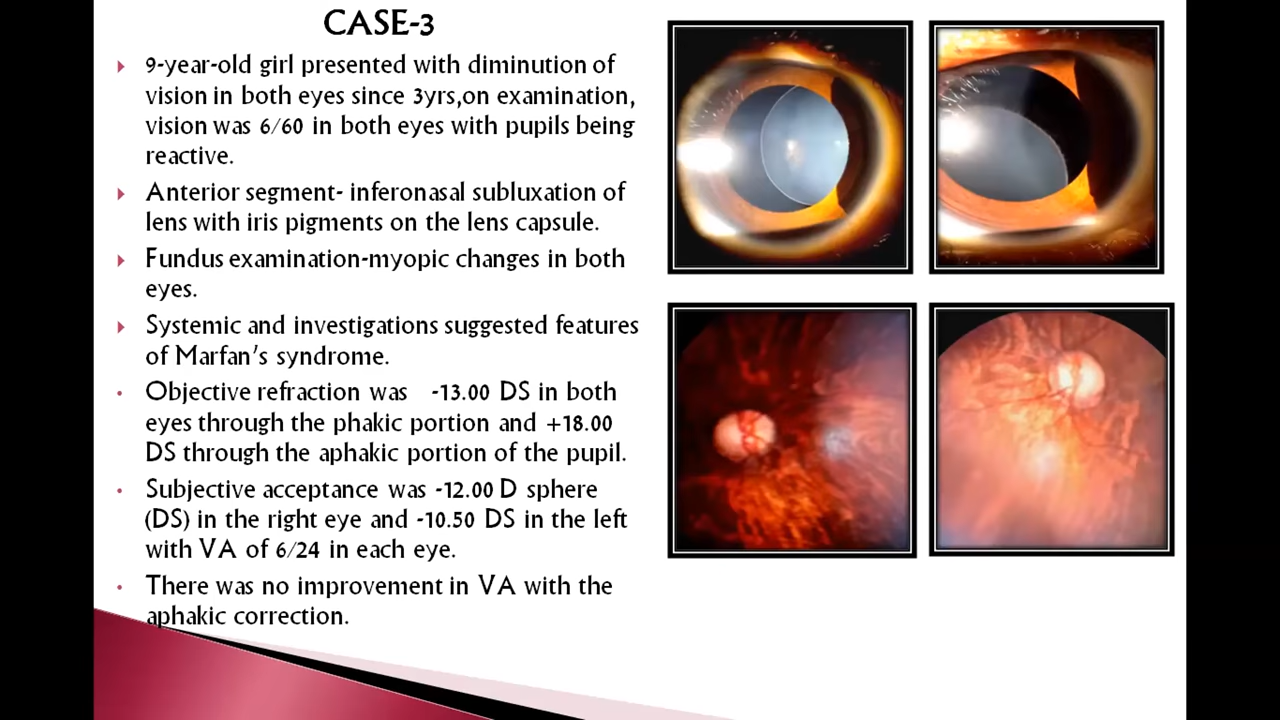 CASE-3
9-year-old girl presented with diminution of
vision in both eyes since 3yrs,on examination,
vision was 6/60 in both eyes with pupils being
reactive.
Anterior segment- inferonasal subluxation of
lens with iris pigments on the lens capsule.
Fundus examination-myopic changes in both
eyes.
Systemic and investigations suggested features
of Marfan's syndrome.
Objective refraction was -13.00 DS in both
eyes through the phakic portion and +18.00
DS through the aphakic portion of the pupil.
Subjective acceptance was -12.00 D sphere
(DS) in the right eye and -10.50 DS in the left
with VA of 6/24 in each eye.
There was no improvement in VA with the
aphakic correction.